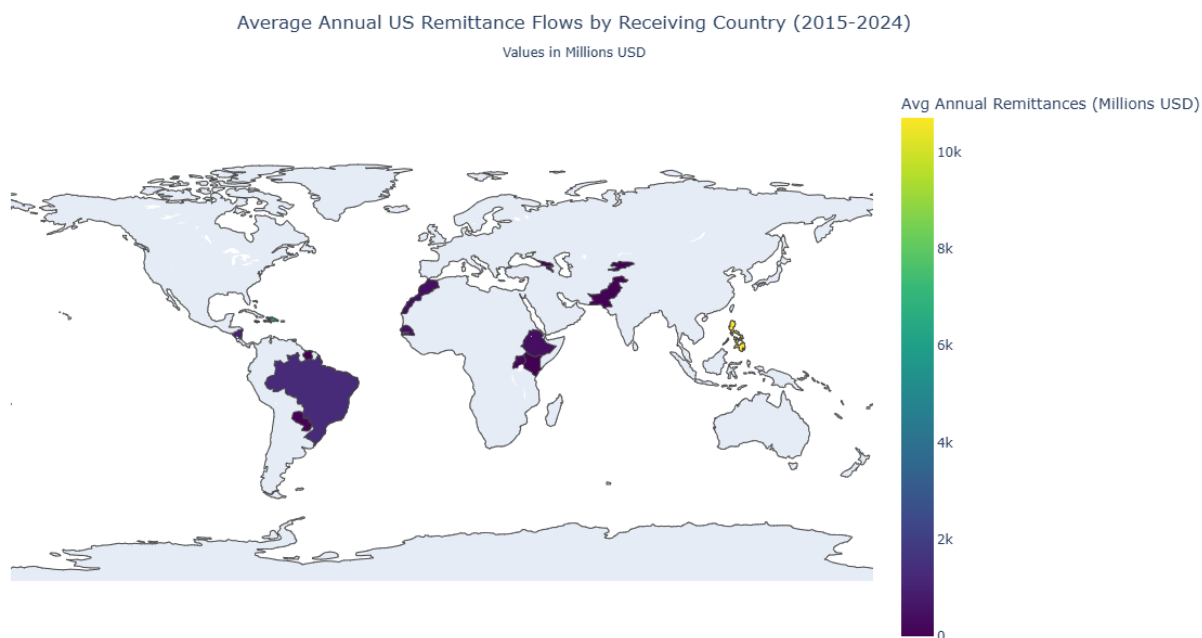 Average Annual US Remittance Flows by Receiving Country (2015-2024)
Values in Millions USD
Avg Annual Remittances (Millions USD)
10k
8k
6k
4k
2k
0